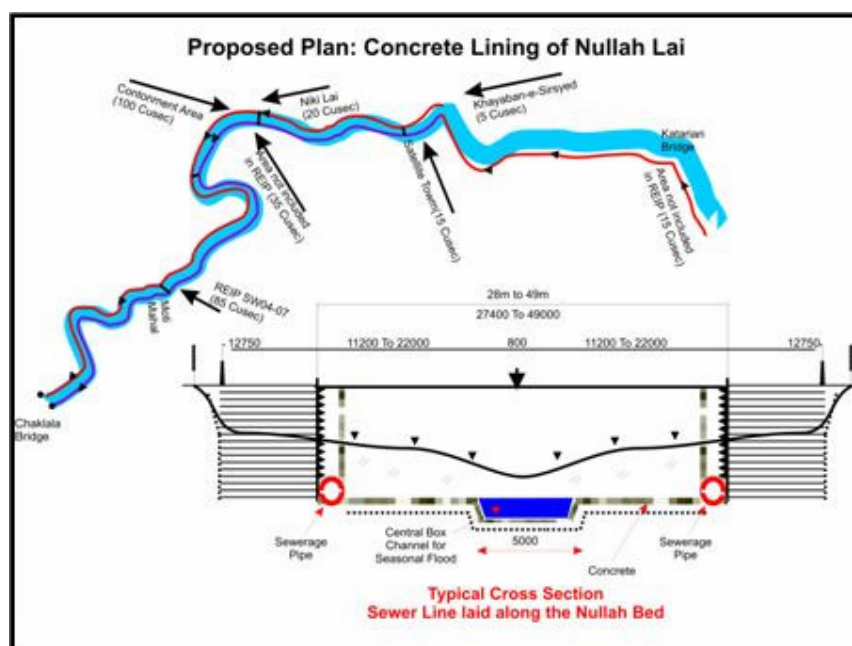 Proposed Plan: Concrete Lining of Nullah Lai
Contonment Area
(100 Cusec)
Niki Lai
(20 Cusec)
Khayaban-e-Sirsyed
(5 Cusec)
Katarian
Bridge
Area not included
in REIP (35 Cusec)
Satellite Town(15 Cusec)
Area not included
in REIP (15 Cusec)
REIP SW04-07
(85 Cusec)
Moti
Mahal
Chaklala
Bridge
28m to 49m
27400 To 49000
12750
11200 To 22000
800
11200 To 22000
12750
Sewerage
Pipe
Central Box
Channel for
Seasonal Flood
5000
Concrete
Sewerage
Pipe
Typical Cross Section
Sewer Line laid along the Nullah Bed